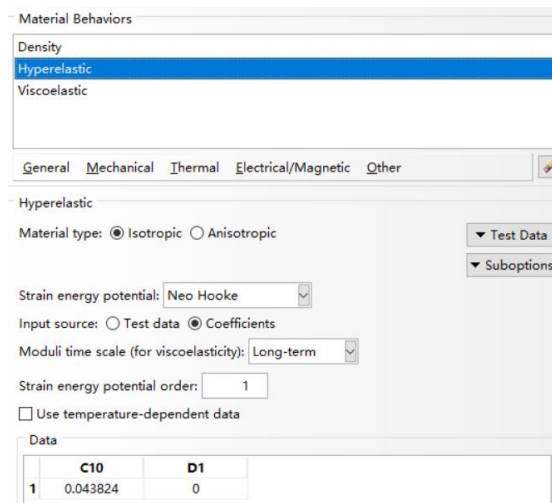 Material Behaviors
Density
Hyperelastic
Viscoelastic
General Mechanical Thermal Electrical/Magnetic Other
Hyperelastic
Material type: Isotropic Anisotropic
Test Data
Suboptions
Strain energy potential: Neo Hooke
Input source: Test data Coefficients
Moduli time scale (for viscoelasticity): Long-term
Strain energy potential order: 1
Use temperature-dependent data
Data
C10 D1
1 0.043824 0